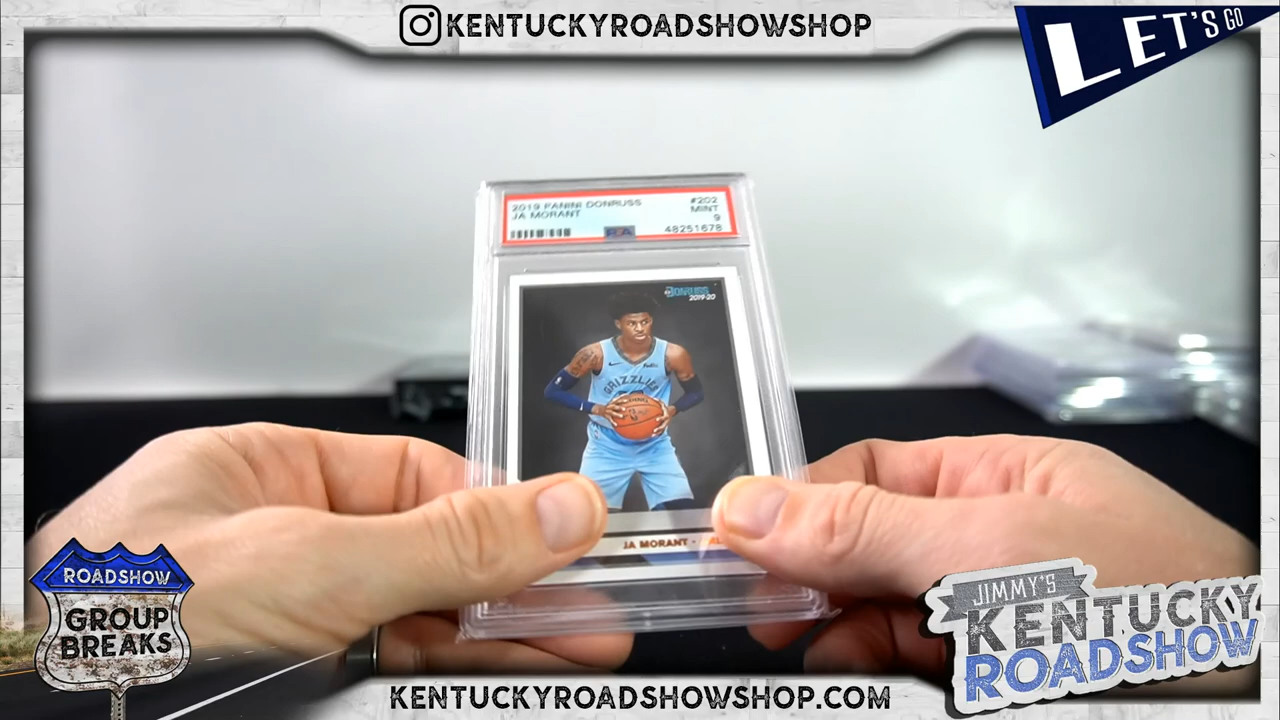 KENTUCKYROADSHOWSHOP
LET'S GO
2019 PANINI DONRUSS
#202
JA MORANT
MINT
9
PSA
48251678
DONRUSS
2019-20
GRIZZLIES
JA MORANT -
ROADSHOW
GROUP
BREAKS
JIMMY'S
KENTUCKY
ROADSHOW
KENTUCKYROADSHOWSHOP.COM